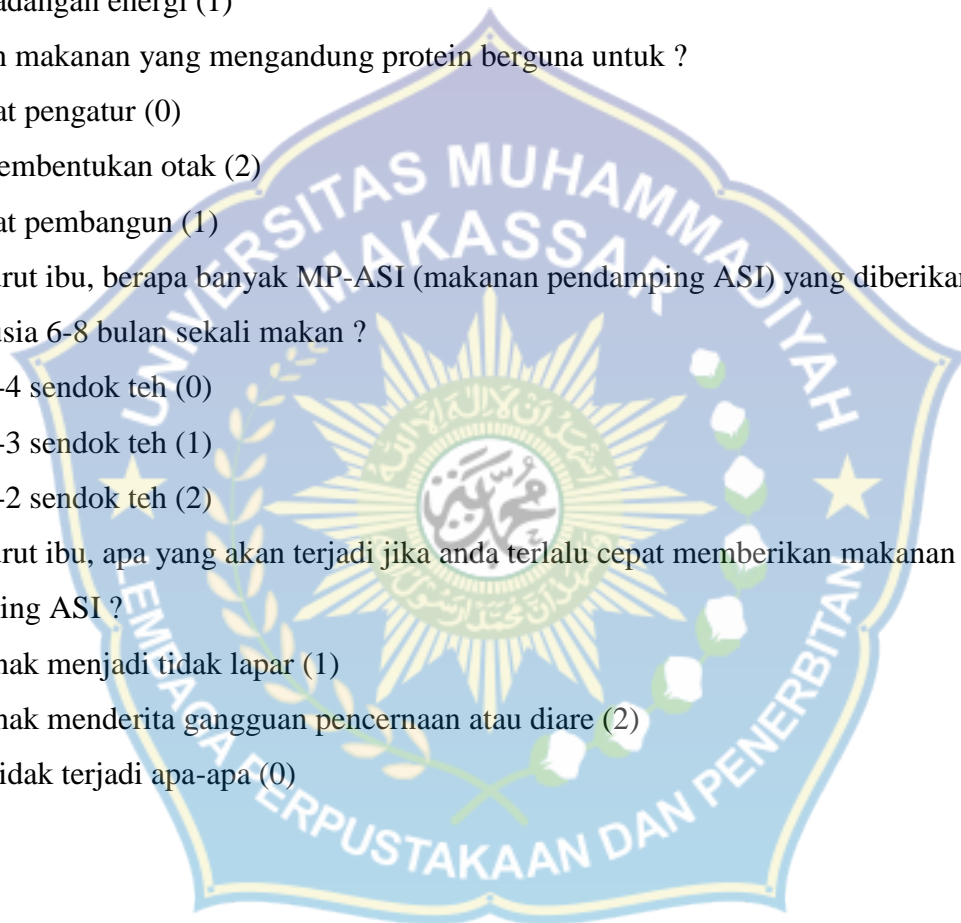 adangan energi (1)
n makanan yang mengandung protein berguna untuk ?
at pengatur (0)
embentukan otak (2)
at pembangun (1)
rut ibu, berapa banyak MP-ASI (makanan pendamping ASI) yang diberikan
usia 6-8 bulan sekali makan ?
-4 sendok teh (0)
-3 sendok teh (1)
-2 sendok teh (2)
rut ibu, apa yang akan terjadi jika anda terlalu cepat memberikan makanan
ing ASI ?
nak menjadi tidak lapar (1)
nak menderita gangguan pencernaan atau diare (2)
idak terjadi apa-apa (0)
UNIVERSITAS MUHAMMADIYAH
MAKASSAR
LEMBAGA PERPUSTAKAAN DAN PENERBITAN